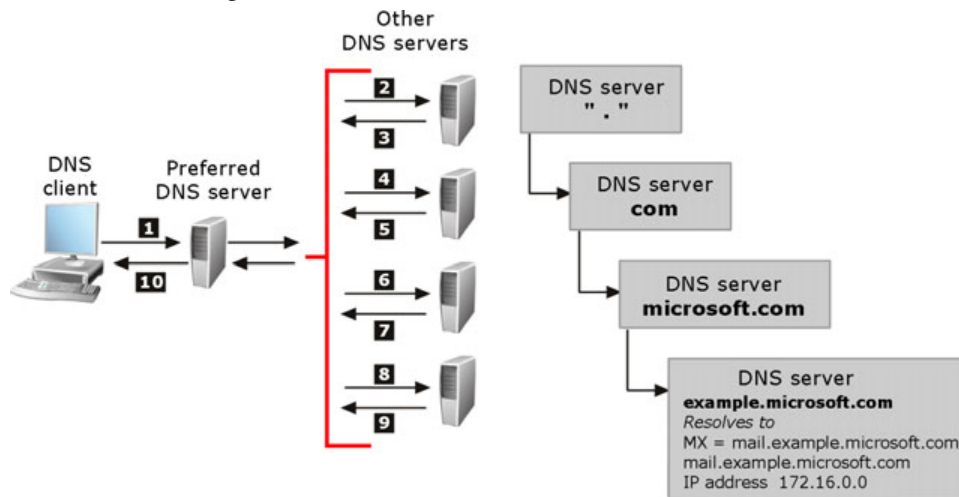 Other
DNS servers
DNS
client
Preferred
DNS server
1
10
2
3
4
5
6
7
8
9
DNS server
" . "
DNS server
com
DNS server
microsoft.com
DNS server
example.microsoft.com
Resolves to
MX = mail.example.microsoft.com
mail.example.microsoft.com
IP address 172.16.0.0